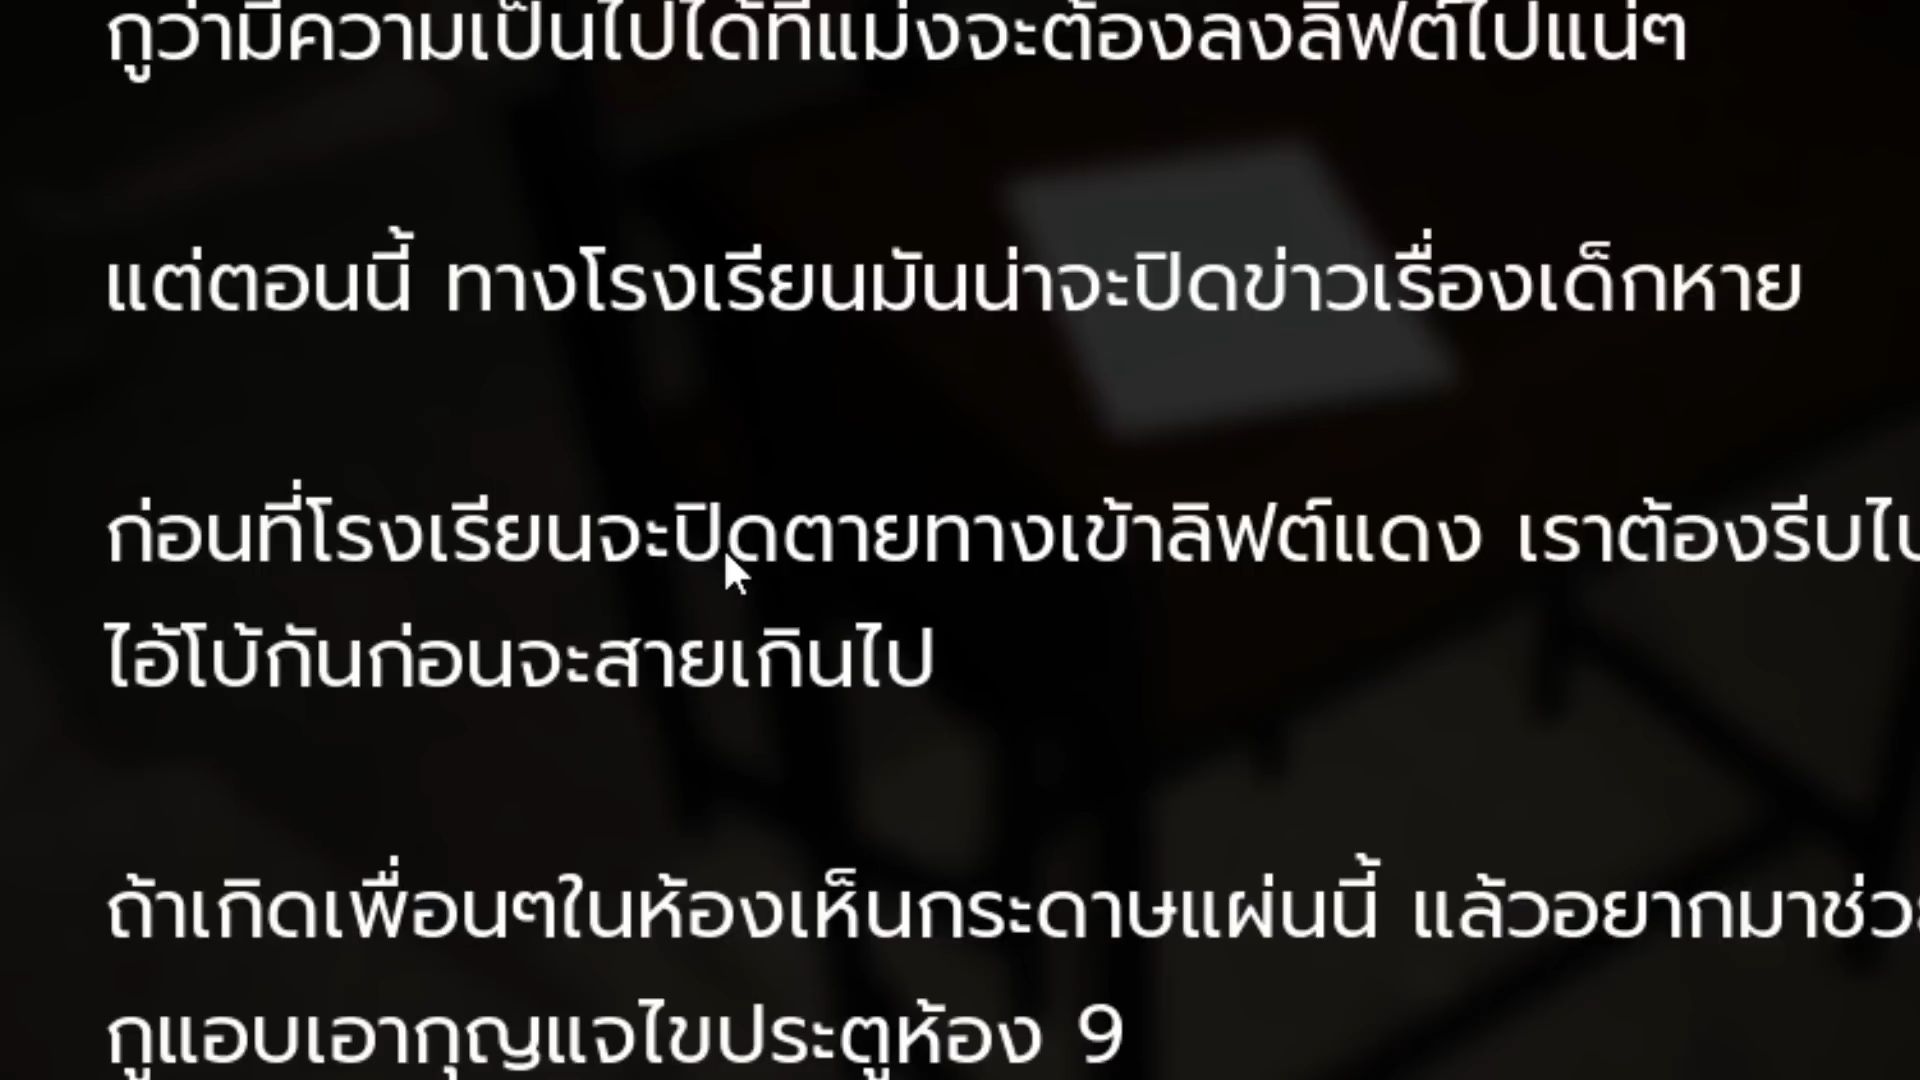 กูว่ามีความเป็นไปได้ที่แม่งจะต้องลงลิฟต์ไปแน่ๆ
แต่ตอนนี้ ทางโรงเรียนมันน่าจะปิดข่าวเรื่องเด็กหาย
ก่อนที่โรงเรียนจะปิดตายทางเข้าลิฟต์แดง เราต้องรีบไป
ไอ้โบ้กันก่อนจะสายเกินไป
ถ้าเกิดเพื่อนๆในห้องเห็นกระดาษแผ่นนี้ แล้วอยากมาช่วย
กูแอบเอากุญแจไขประตูห้อง 9